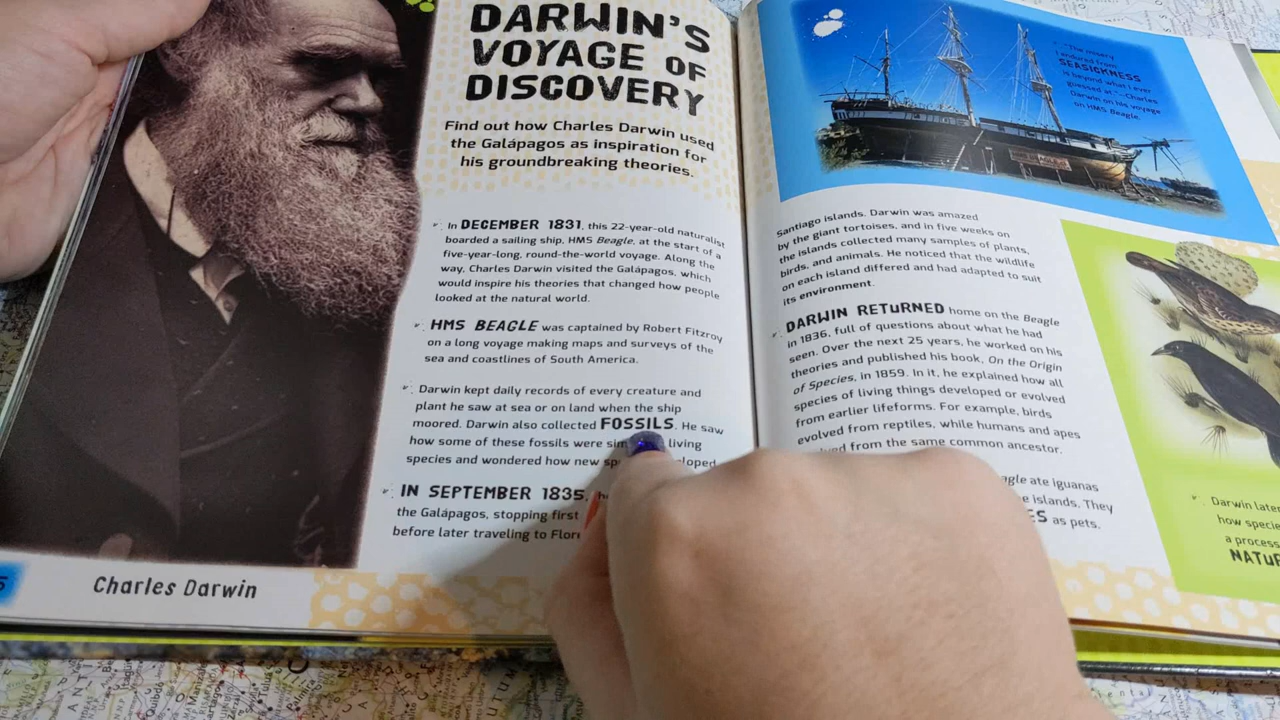 DARWIN'S
VOYAGE OF
DISCOVERY
Find out how Charles Darwin used
the Galápagos as inspiration for
his groundbreaking theories.
In DECEMBER 1831, this 22-year-old naturalist
boarded a sailing ship, HMS Beagle, at the start of a
five-year-long, round-the-world voyage. Along the
way, Charles Darwin visited the Galápagos, which
would inspire his theories that changed how people
looked at the natural world.
HMS BEAGLE was captained by Robert Fitzroy
on a long voyage making maps and surveys of the
sea and coastlines of South America.
Darwin kept daily records of every creature and
plant he saw at sea or on land when the ship
moored. Darwin also collected FOSSILS. He saw
how some of these fossils were living
species and wondered how new
IN SEPTEMBER 1835,
the Galápagos, stopping first
before later traveling to
Charles Darwin
"The misery
I endured from
SEASICKNESS
is beyond what I ever
guessed at."—Charles
Darwin on his voyage
on HMS Beagle.
Santiago islands. Darwin was amazed
by the giant tortoises, and in five weeks on
the islands collected many samples of plants,
birds, and animals. He noticed that the wildlife
on each island differed and had adapted to suit
its environment.
DARWIN RETURNED home on the Beagle
in 1836, full of questions about what he had
seen. Over the next 25 years, he worked on his
theories and published his book, On the Origin
of Species, in 1859. In it, he explained how all
species of living things developed or evolved
from earlier lifeforms. For example, birds
evolved from reptiles, while humans and apes
from the same common ancestor.
ate iguanas
islands. They
as pets.
Darwin later
how
a process